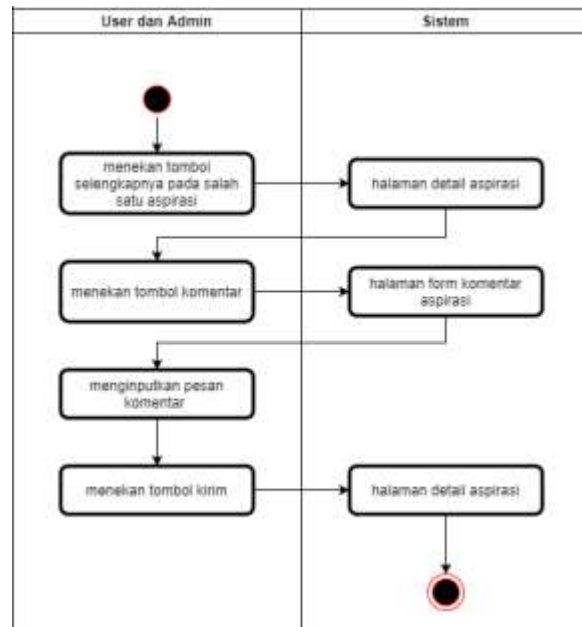 User dan Admin
Sistem
menekan tombol
selengkapnya pada salah
satu aspirasi
halaman detail aspirasi
menekan tombol komentar
halaman form komentar
aspirasi
menginputkan pesan
komentar
menekan tombol kirim
halaman detail aspirasi